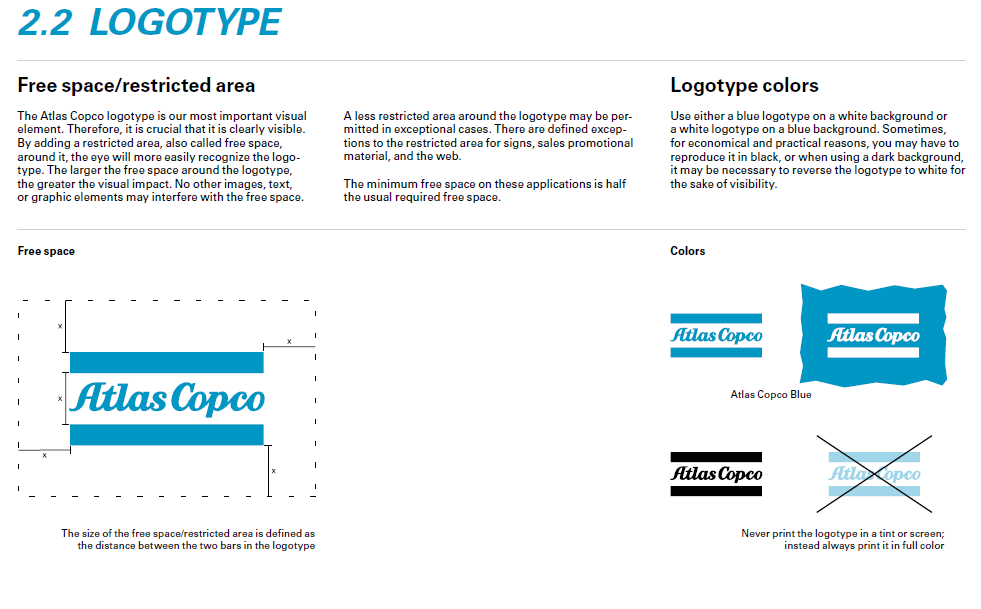 2.2 LOGOTYPE
Free space/restricted area
The Atlas Copco logotype is our most important visual
element. Therefore, it is crucial that it is clearly visible.
By adding a restricted area, also called free space,
around it, the eye will more easily recognize the logo-
type. The larger the free space around the logotype,
the greater the visual impact. No other images, text,
or graphic elements may interfere with the free space.
A less restricted area around the logotype may be per-
mitted in exceptional cases. There are defined excep-
tions to the restricted area for signs, sales promotional
material, and the web.
The minimum free space on these applications is half
the usual required free space.
Logotype colors
Use either a blue logotype on a white background or
a white logotype on a blue background. Sometimes,
for economical and practical reasons, you may have to
reproduce it in black, or when using a dark background,
it may be necessary to reverse the logotype to white for
the sake of visibility.
Free space
x
x
x
Atlas Copco
x
x
The size of the free space/restricted area is defined as
the distance between the two bars in the logotype
Colors
Atlas Copco
Atlas Copco
Atlas Copco Blue
Atlas Copco
Atlas Copco
Never print the logotype in a tint or screen;
instead always print it in full color